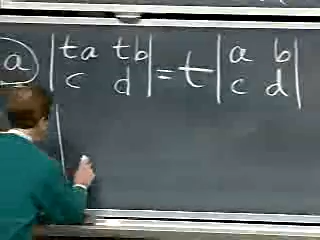 a) | ta tb | = t | a b |
| c d | | c d |